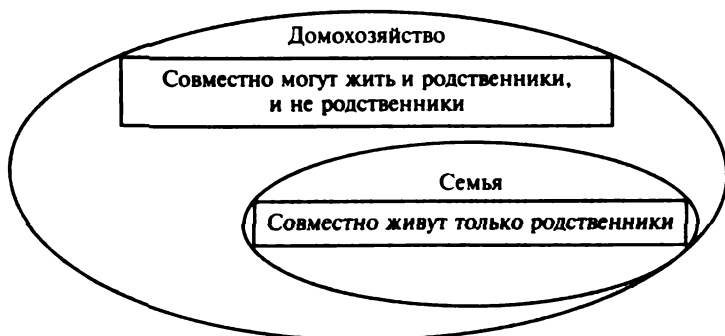 Домохозяйство
Совместно могут жить и родственники,
и не родственники
Семья
Совместно живут только родственники